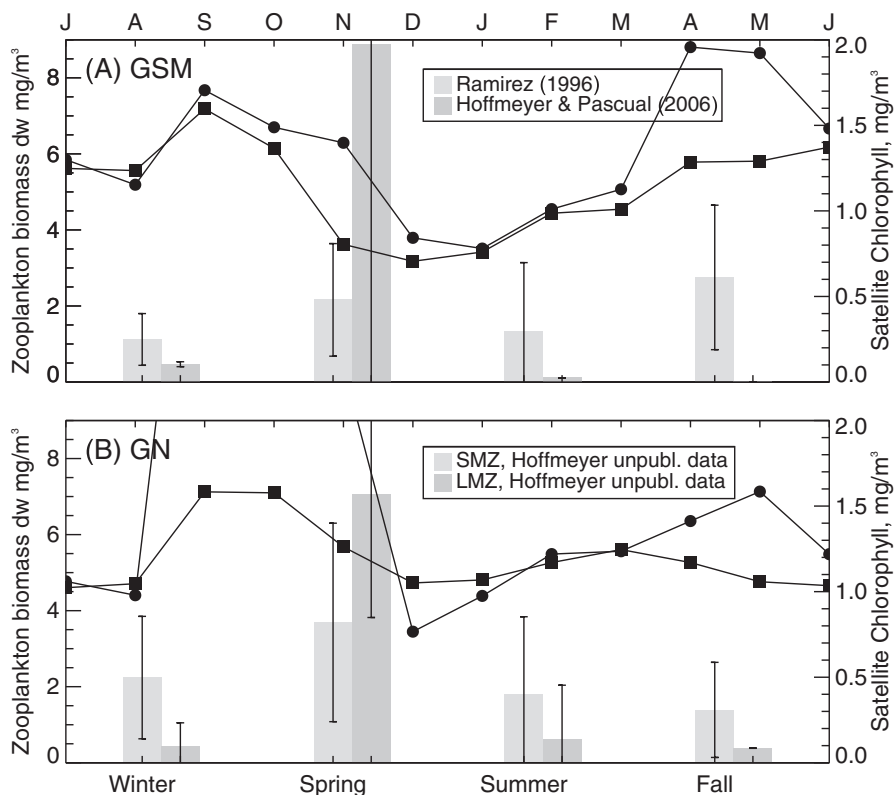 J A S O N D J F M A M J
(A) GSM
Ramirez (1996)
Hoffmeyer & Pascual (2006)
Zooplankton biomass dw mg/m³
8
6
4
2
0
Satellite Chlorophyll, mg/m³
2.0
1.5
1.0
0.5
0.0
(B) GN
SMZ, Hoffmeyer unpubl. data
LMZ, Hoffmeyer unpubl. data
Zooplankton biomass dw mg/m³
8
6
4
2
0
Satellite Chlorophyll, mg/m³
2.0
1.5
1.0
0.5
0.0
Winter Spring Summer Fall